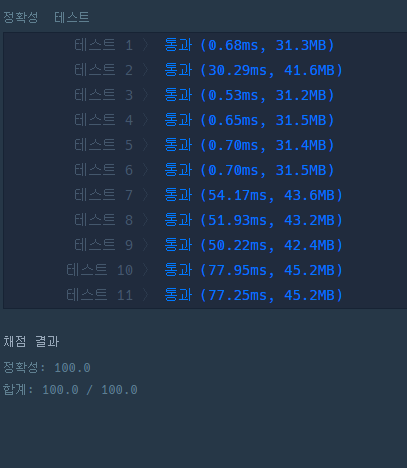 정확성 테스트
테스트 1 〉 통과 (0.68ms, 31.3MB)
테스트 2 〉 통과 (30.29ms, 41.6MB)
테스트 3 〉 통과 (0.53ms, 31.2MB)
테스트 4 〉 통과 (0.65ms, 31.5MB)
테스트 5 〉 통과 (0.70ms, 31.4MB)
테스트 6 〉 통과 (0.70ms, 31.5MB)
테스트 7 〉 통과 (54.17ms, 43.6MB)
테스트 8 〉 통과 (51.93ms, 43.2MB)
테스트 9 〉 통과 (50.22ms, 42.4MB)
테스트 10 〉 통과 (77.95ms, 45.2MB)
테스트 11 〉 통과 (77.25ms, 45.2MB)
채점 결과
정확성: 100.0
합계: 100.0 / 100.0